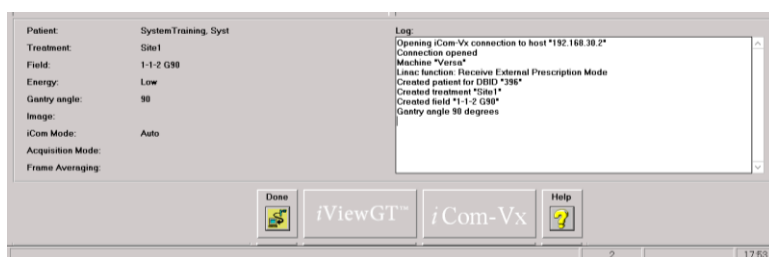 Patient: SystemTraining, Syst
Treatment: Site1
Field: 1-1-2 G90
Energy: Low
Gantry angle: 90
Image:
iCom Mode: Auto
Acquisition Mode:
Frame Averaging:
Log:
Opening iCom-Vx connection to host "192.168.30.2"
Connection opened
Machine "Versa"
Linac function: Receive External Prescription Mode
Created patient for DBID "396"
Created treatment "Site1"
Created field "1-1-2 G90"
Gantry angle 90 degrees
Done
iViewGT™
iCom-Vx
Help
2
17:53